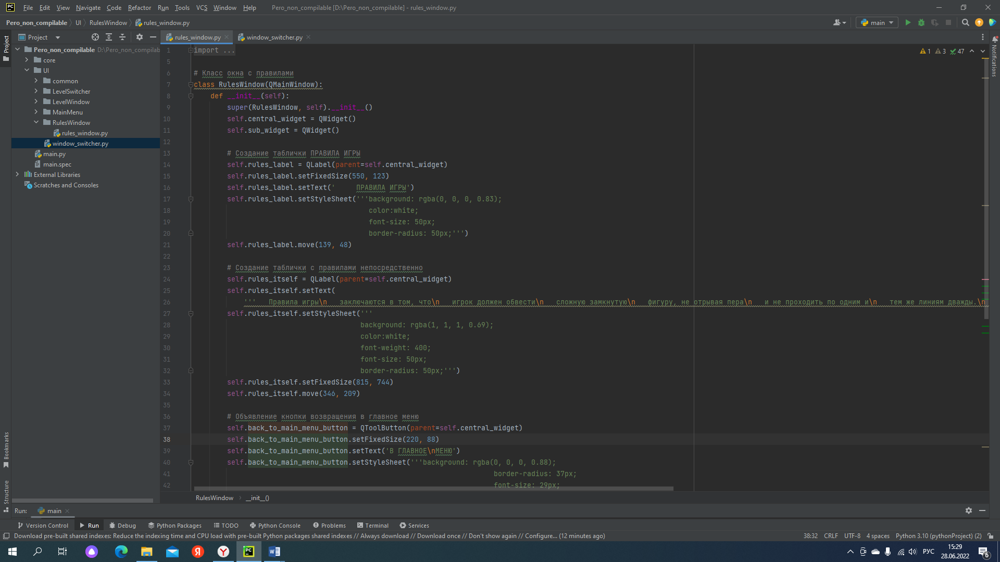 File Edit View Navigate Code Refactor Run Tools VCS Window Help Pero_non_compilable [D:\Pero_non_compilable] - rules_window.py
Pero_non_compilable UI RulesWindow rules_window.py main
Project
Project
rules_window.py window_switcher.py
Notifications
Pero_non_compilable D:\Pero_non_compilab
core
UI
common
LevelSwitcher
LevelWindow
MainMenu
RulesWindow
rules_window.py
window_switcher.py
main.py
main.spec
External Libraries
Scratches and Consoles
Bookmarks
Structure
1 3 47
1 import ...
5
6 # Класс окна с правилами
7 class RulesWindow(QMainWindow):
8 def __init__(self):
9 super(RulesWindow, self).__init__()
10 self.central_widget = QWidget()
11 self.sub_widget = QWidget()
12
13 # Создание таблички ПРАВИЛА ИГРЫ
14 self.rules_label = QLabel(parent=self.central_widget)
15 self.rules_label.setFixedSize(550, 123)
16 self.rules_label.setText('     ПРАВИЛА ИГРЫ')
17 self.rules_label.setStyleSheet('''background: rgba(0, 0, 0, 0.83);
18 color:white;
19 font-size: 50px;
20 border-radius: 50px;''')
21 self.rules_label.move(139, 48)
22
23 # Создание таблички с правилами непосредственно
24 self.rules_itself = QLabel(parent=self.central_widget)
25 self.rules_itself.setText(
26 '''   Правила игры\n   заключаются в том, что\n   игрок должен обвести\n   сложную замкнутую\n   фигуру, не отрывая пера\n   и не проходить по одним и\n   тем же линиям дважды.\n
27 self.rules_itself.setStyleSheet('''
28 background: rgba(1, 1, 1, 0.69);
29 color:white;
30 font-weight: 400;
31 font-size: 50px;
32 border-radius: 50px;''')
33 self.rules_itself.setFixedSize(815, 744)
34 self.rules_itself.move(346, 209)
35
36 # Объявление кнопки возвращения в главное меню
37 self.back_to_main_menu_button = QToolButton(parent=self.central_widget)
38 self.back_to_main_menu_button.setFixedSize(220, 88)
39 self.back_to_main_menu_button.setText('В ГЛАВНОЕ\nМЕНЮ')
40 self.back_to_main_menu_button.setStyleSheet('''background: rgba(0, 0, 0, 0.88);
41 border-radius: 37px;
42 font-size: 29px;
RulesWindow __init__()
Run: main
Version Control Run Debug Python Packages TODO Python Console Problems Terminal Services
Download pre-built shared indexes: Reduce the indexing time and CPU load with pre-built Python packages shared indexes // Always download // Download once // Don't show again // Configure... (12 minutes ago) 38:32 CRLF UTF-8 4 spaces Python 3.10 (pythonProject) (2)
РУС 15:29
28.06.2022 6